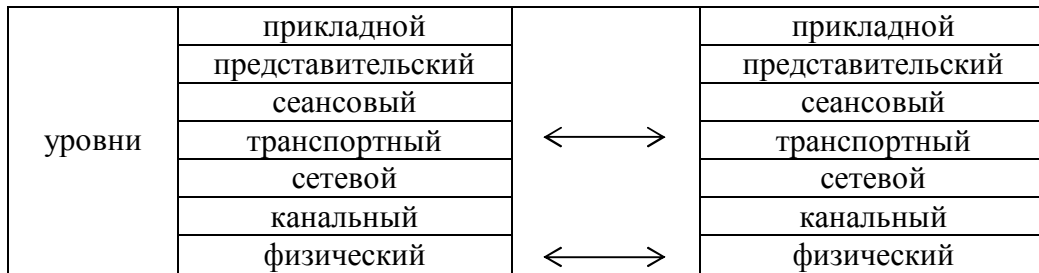 прикладной прикладной
представительский представительский
сеансовый сеансовый
уровни транспортный транспортный
сетевой сетевой
канальный канальный
физический физический